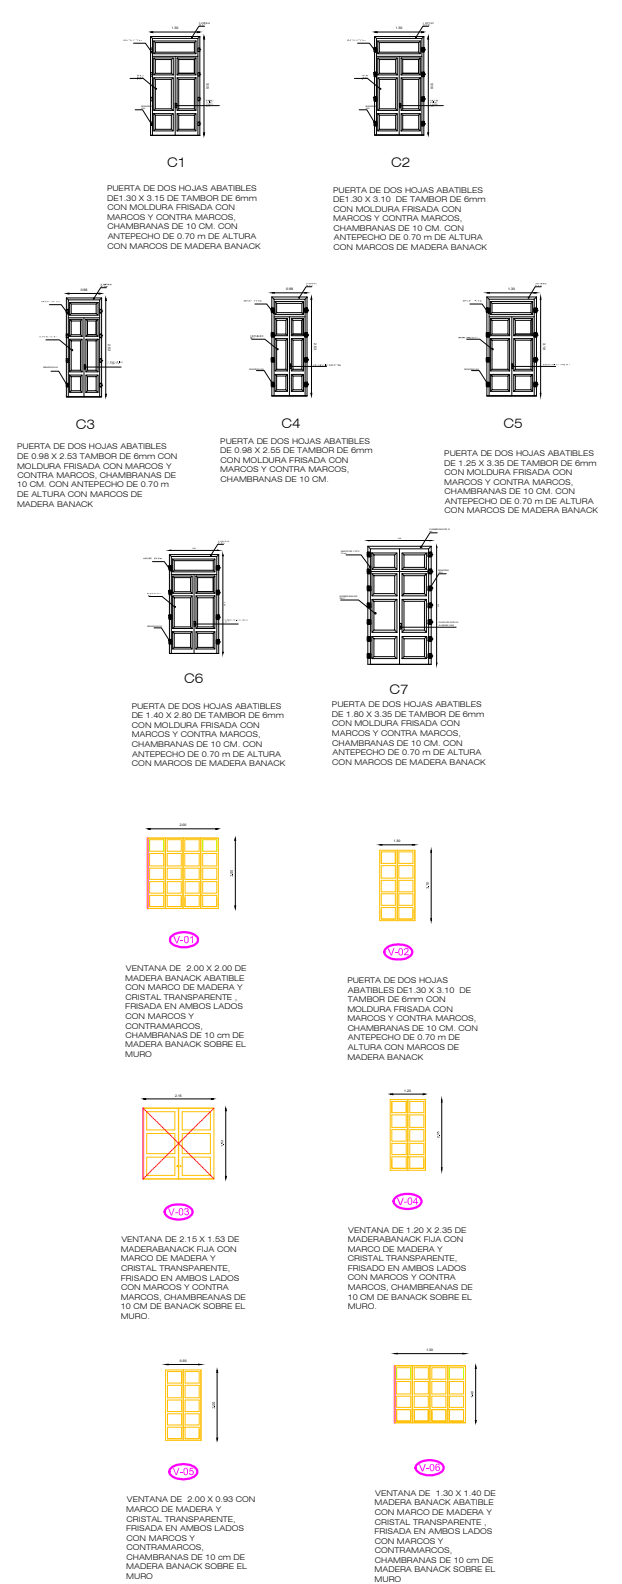 1.30
1.30
C1
C2
PUERTA DE DOS HOJAS ABATIBLES
DE1.30 X 3.15 DE TAMBOR DE 6mm
CON MOLDURA FRISADA CON
MARCOS Y CONTRA MARCOS,
CHAMBRANAS DE 10 CM. CON
ANTEPECHO DE 0.70 m DE ALTURA
CON MARCOS DE MADERA BANACK
PUERTA DE DOS HOJAS ABATIBLES
DE1.30 X 3.10 DE TAMBOR DE 6mm
CON MOLDURA FRISADA CON
MARCOS Y CONTRA MARCOS,
CHAMBRANAS DE 10 CM. CON
ANTEPECHO DE 0.70 m DE ALTURA
CON MARCOS DE MADERA BANACK
0.98
0.98
C3
C4
C5
PUERTA DE DOS HOJAS ABATIBLES
DE 0.98 X 2.53 TAMBOR DE 6mm CON
MOLDURA FRISADA CON MARCOS Y
CONTRA MARCOS, CHAMBRANAS DE
10 CM. CON ANTEPECHO DE 0.70 m
DE ALTURA CON MARCOS DE
MADERA BANACK
PUERTA DE DOS HOJAS ABATIBLES
DE 0.98 X 2.55 DE TAMBOR DE 6mm
CON MOLDURA FRISADA CON
MARCOS Y CONTRA MARCOS,
CHAMBRANAS DE 10 CM.
PUERTA DE DOS HOJAS ABATIBLES
DE 1.25 X 3.35 DE TAMBOR DE 6mm
CON MOLDURA FRISADA CON
MARCOS Y CONTRA MARCOS,
CHAMBRANAS DE 10 CM. CON
ANTEPECHO DE 0.70 m DE ALTURA
CON MARCOS DE MADERA BANACK
C6
C7
PUERTA DE DOS HOJAS ABATIBLES
DE 1.40 X 2.80 DE TAMBOR DE 6mm
CON MOLDURA FRISADA CON
MARCOS Y CONTRA MARCOS,
CHAMBRANAS DE 10 CM. CON
ANTEPECHO DE 0.70 m DE ALTURA
CON MARCOS DE MADERA BANACK
PUERTA DE DOS HOJAS ABATIBLES
DE 1.80 X 3.35 DE TAMBOR DE 6mm
CON MOLDURA FRISADA CON
MARCOS Y CONTRA MARCOS,
CHAMBRANAS DE 10 CM. CON
ANTEPECHO DE 0.70 m DE ALTURA
CON MARCOS DE MADERA BANACK
V-01
V-02
VENTANA DE 2.00 X 2.00 DE
MADERA BANACK ABATIBLE
CON MARCO DE MADERA Y
CRISTAL TRANSPARENTE ,
FRISADA EN AMBOS LADOS
CON MARCOS Y
CONTRAMARCOS,
CHAMBRANAS DE 10 cm DE
MADERA BANACK SOBRE EL
MURO
PUERTA DE DOS HOJAS
ABATIBLES DE1.30 X 3.10 DE
TAMBOR DE 6mm CON
MOLDURA FRISADA CON
MARCOS Y CONTRA MARCOS,
CHAMBRANAS DE 10 CM. CON
ANTEPECHO DE 0.70 m DE
ALTURA CON MARCOS DE
MADERA BANACK
2.15
1.20
V-03
V-04
VENTANA DE 2.15 X 1.53 DE
MADERABANACK FIJA CON
MARCO DE MADERA Y
CRISTAL TRANSPARENTE,
FRISADO EN AMBOS LADOS
CON MARCOS Y CONTRA
MARCOS, CHAMBREANAS DE
10 CM DE BANACK SOBRE EL
MURO.
VENTANA DE 1.20 X 2.35 DE
MADERABANACK FIJA CON
MARCO DE MADERA Y
CRISTAL TRANSPARENTE,
FRISADO EN AMBOS LADOS
CON MARCOS Y CONTRA
MARCOS, CHAMBREANAS DE
10 CM DE BANACK SOBRE EL
MURO.
V-05
V-06
VENTANA DE 2.00 X 0.93 CON
MARCO DE MADERA Y
CRISTAL TRANSPARENTE,
FRISADA EN AMBOS LADOS
CON MARCOS Y
CONTRAMARCOS,
CHAMBRANAS DE 10 cm DE
MADERA BANACK SOBRE EL
MURO
VENTANA DE 1.30 X 1.40 DE
MADERA BANACK ABATIBLE
CON MARCO DE MADERA Y
CRISTAL TRANSPARENTE ,
FRISADA EN AMBOS LADOS
CON MARCOS Y
CONTRAMARCOS,
CHAMBRANAS DE 10 cm DE
MADERA BANACK SOBRE EL
MURO